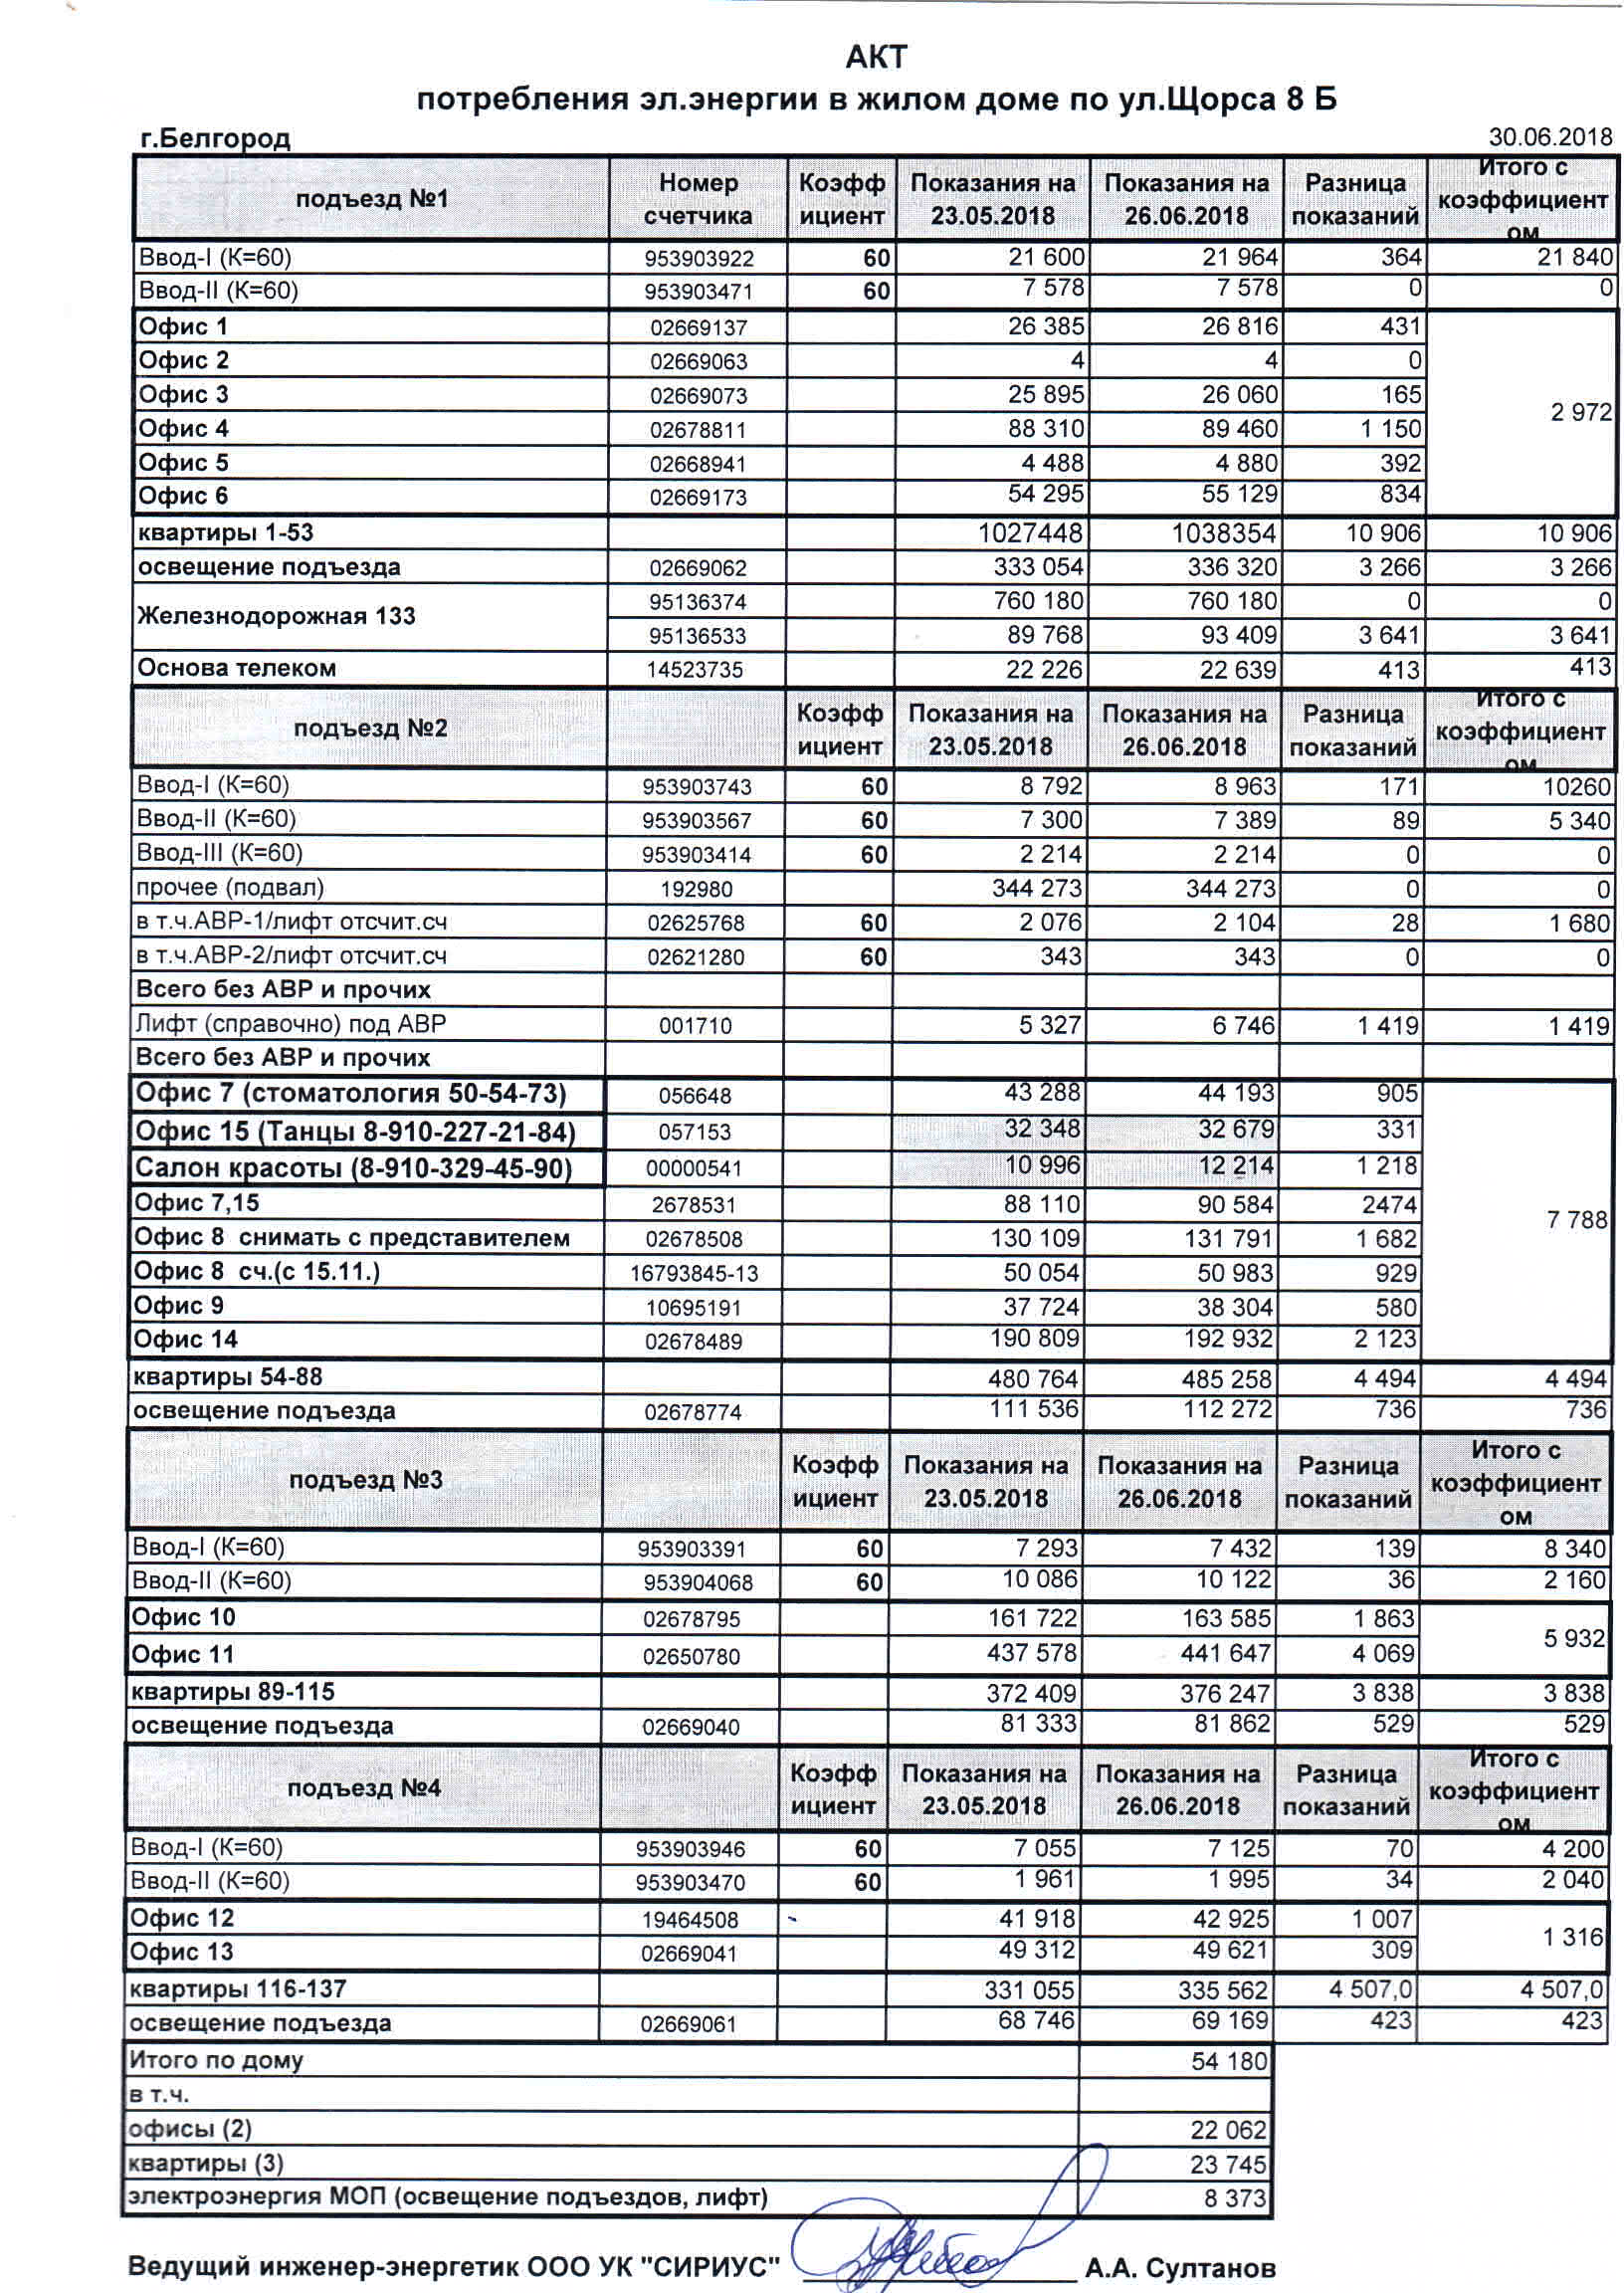 АКТ
потребления эл.энергии в жилом доме по ул.Щорса 8 Б
г.Белгород 30.06.2018
подъезд №1 Номер счетчика Коэфф ициент Показания на 23.05.2018 Показания на 26.06.2018 Разница показаний Итого с коэффициент ом
Ввод-I (К=60) 953903922 60 21 600 21 964 364 21 840
Ввод-II (К=60) 953903471 60 7 578 7 578 0 0
Офис 1 02669137 26 385 26 816 431
Офис 2 02669063 4 4 0
Офис 3 02669073 25 895 26 060 165
2 972
Офис 4 02678811 88 310 89 460 1 150
Офис 5 02668941 4 488 4 880 392
Офис 6 02669173 54 295 55 129 834
квартиры 1-53 1027448 1038354 10 906 10 906
освещение подъезда 02669062 333 054 336 320 3 266 3 266
Железнодорожная 133 95136374 760 180 760 180 0 0
95136533 89 768 93 409 3 641 3 641
Основа телеком 14523735 22 226 22 639 413 413
подъезд №2 Коэфф ициент Показания на 23.05.2018 Показания на 26.06.2018 Разница показаний Итого с коэффициент ом
Ввод-I (К=60) 953903743 60 8 792 8 963 171 10260
Ввод-II (К=60) 953903567 60 7 300 7 389 89 5 340
Ввод-III (К=60) 953903414 60 2 214 2 214 0 0
прочее (подвал) 192980 344 273 344 273 0 0
в т.ч.АВР-1/лифт отсчит.сч 02625768 60 2 076 2 104 28 1 680
в т.ч.АВР-2/лифт отсчит.сч 02621280 60 343 343 0 0
Всего без АВР и прочих
Лифт (справочно) под АВР 001710 5 327 6 746 1 419 1 419
Всего без АВР и прочих
Офис 7 (стоматология 50-54-73) 056648 43 288 44 193 905
Офис 15 (Танцы 8-910-227-21-84) 057153 32 348 32 679 331
Салон красоты (8-910-329-45-90) 00000541 10 996 12 214 1 218
Офис 7,15 2678531 88 110 90 584 2474
7 788
Офис 8 снимать с представителем 02678508 130 109 131 791 1 682
Офис 8 сч.(с 15.11.) 16793845-13 50 054 50 983 929
Офис 9 10695191 37 724 38 304 580
Офис 14 02678489 190 809 192 932 2 123
квартиры 54-88 480 764 485 258 4 494 4 494
освещение подъезда 02678774 111 536 112 272 736 736
подъезд №3 Коэфф ициент Показания на 23.05.2018 Показания на 26.06.2018 Разница показаний Итого с коэффициент ом
Ввод-I (К=60) 953903391 60 7 293 7 432 139 8 340
Ввод-II (К=60) 953904068 60 10 086 10 122 36 2 160
Офис 10 02678795 161 722 163 585 1 863
5 932
Офис 11 02650780 437 578 441 647 4 069
квартиры 89-115 372 409 376 247 3 838 3 838
освещение подъезда 02669040 81 333 81 862 529 529
подъезд №4 Коэфф ициент Показания на 23.05.2018 Показания на 26.06.2018 Разница показаний Итого с коэффициент ом
Ввод-I (К=60) 953903946 60 7 055 7 125 70 4 200
Ввод-II (К=60) 953903470 60 1 961 1 995 34 2 040
Офис 12 19464508 41 918 42 925 1 007
1 316
Офис 13 02669041 49 312 49 621 309
квартиры 116-137 331 055 335 562 4 507,0 4 507,0
освещение подъезда 02669061 68 746 69 169 423 423
Итого по дому 54 180
в т.ч.
офисы (2) 22 062
квартиры (3) 23 745
электроэнергия МОП (освещение подъездов, лифт) 8 373
Ведущий инженер-энергетик ООО УК "СИРИУС" А.А. Султанов